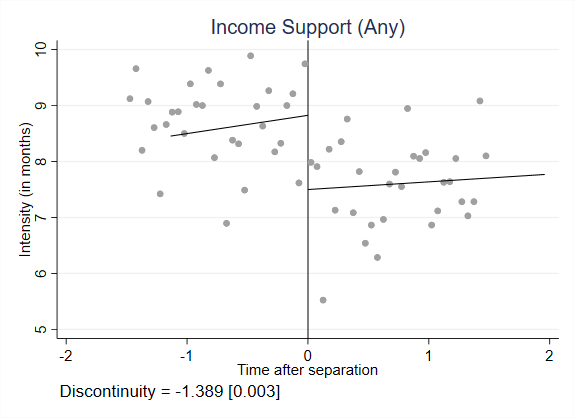 Income Support (Any)
Intensity (in months)
10
9
8
7
6
5
-2
-1
0
1
2
Time after separation
Discontinuity = -1.389 [0.003]